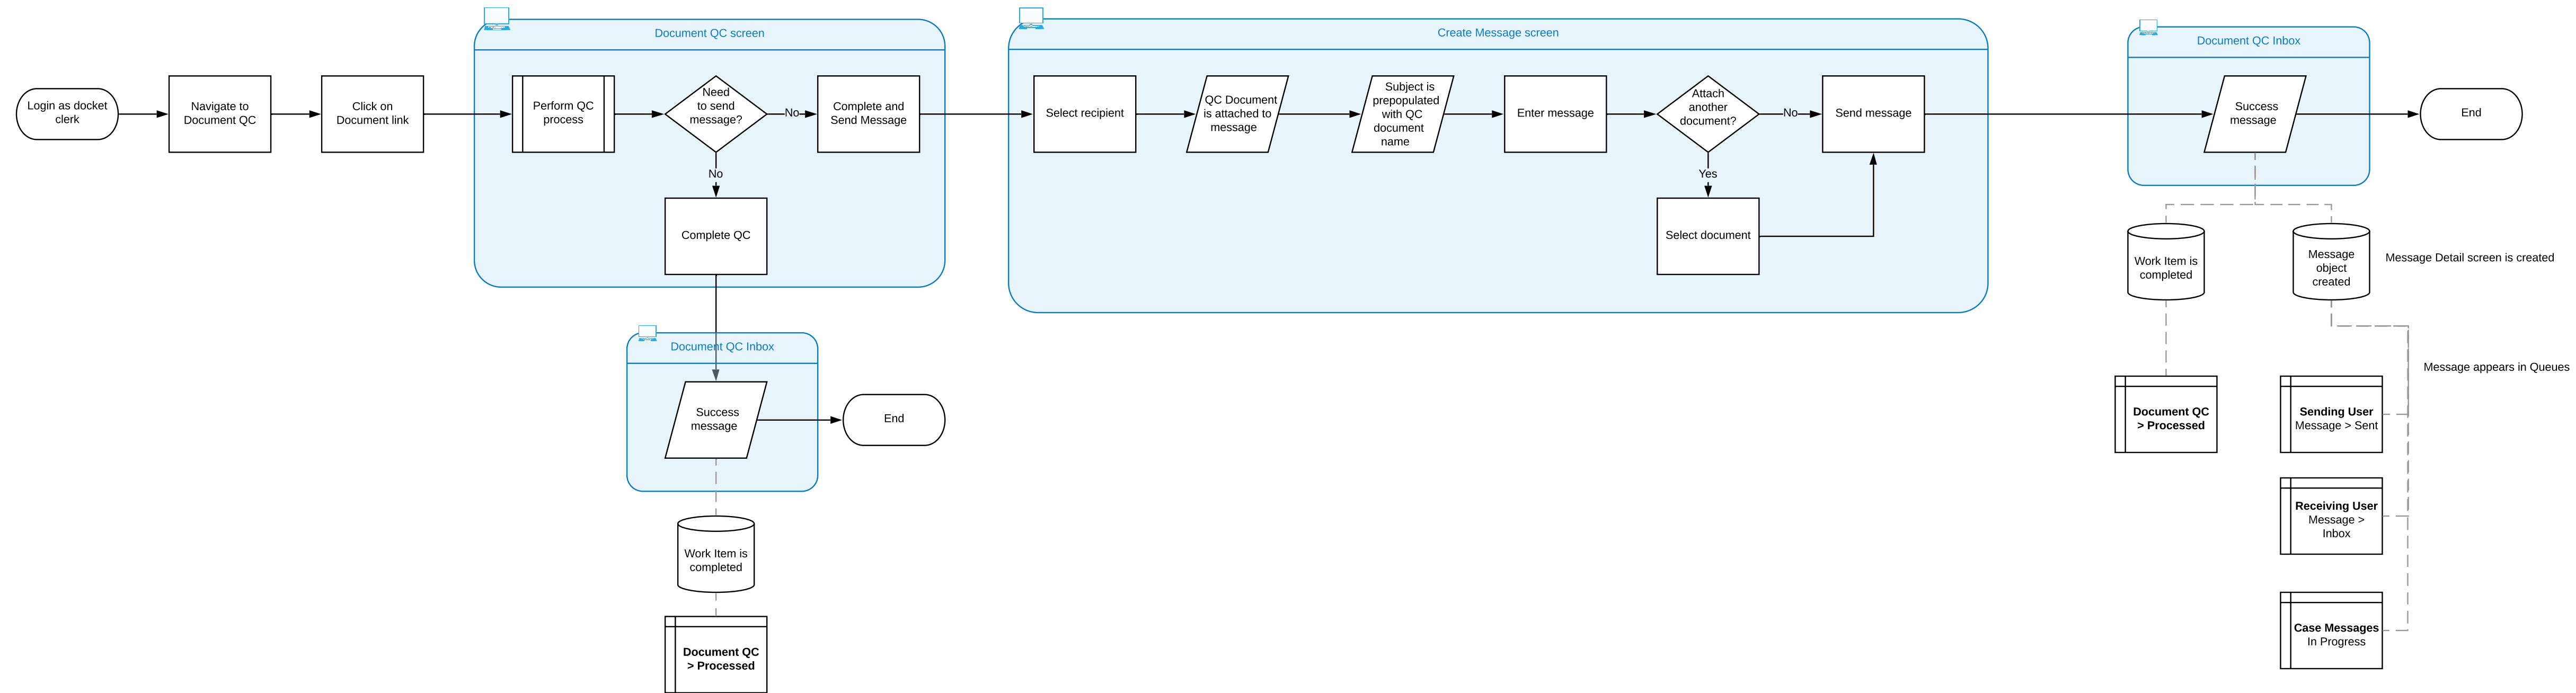 Document QC screen
Create Message screen
Document QC Inbox
Login as docket
clerk
Navigate to
Document QC
Click on
Document link
Perform QC
process
Need
to send
message?
No
Complete and
Send Message
Select recipient
QC Document
is attached to
message
Subject is
prepopulated
with QC
document
name
Enter message
Attach
another
document?
No
Send message
Success
message
End
No
Yes
Complete QC
Select document
Work Item is
completed
Message
object
created
Message Detail screen is created
Document QC Inbox
Message appears in Queues
Success
message
End
Document QC
> Processed
Sending User
Message > Sent
Receiving User
Message >
Inbox
Work Item is
completed
Case Messages
In Progress
Document QC
> Processed